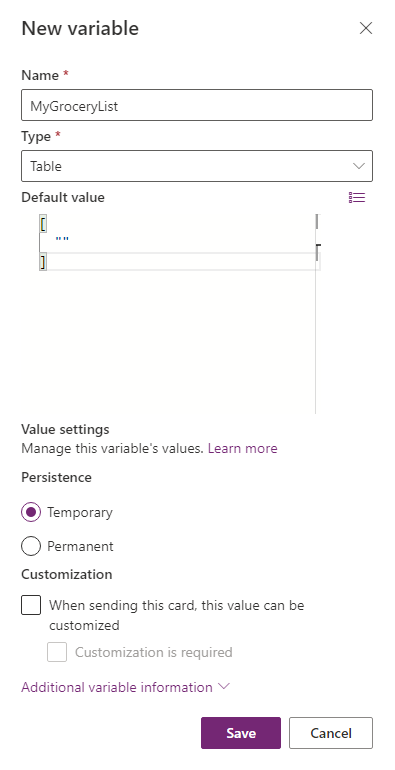 New variable
Name *
MyGroceryList
Type *
Table
Default value
[
""
]
Value settings
Manage this variable's values. Learn more
Persistence
Temporary
Permanent
Customization
When sending this card, this value can be
customized
Customization is required
Additional variable information
Save
Cancel